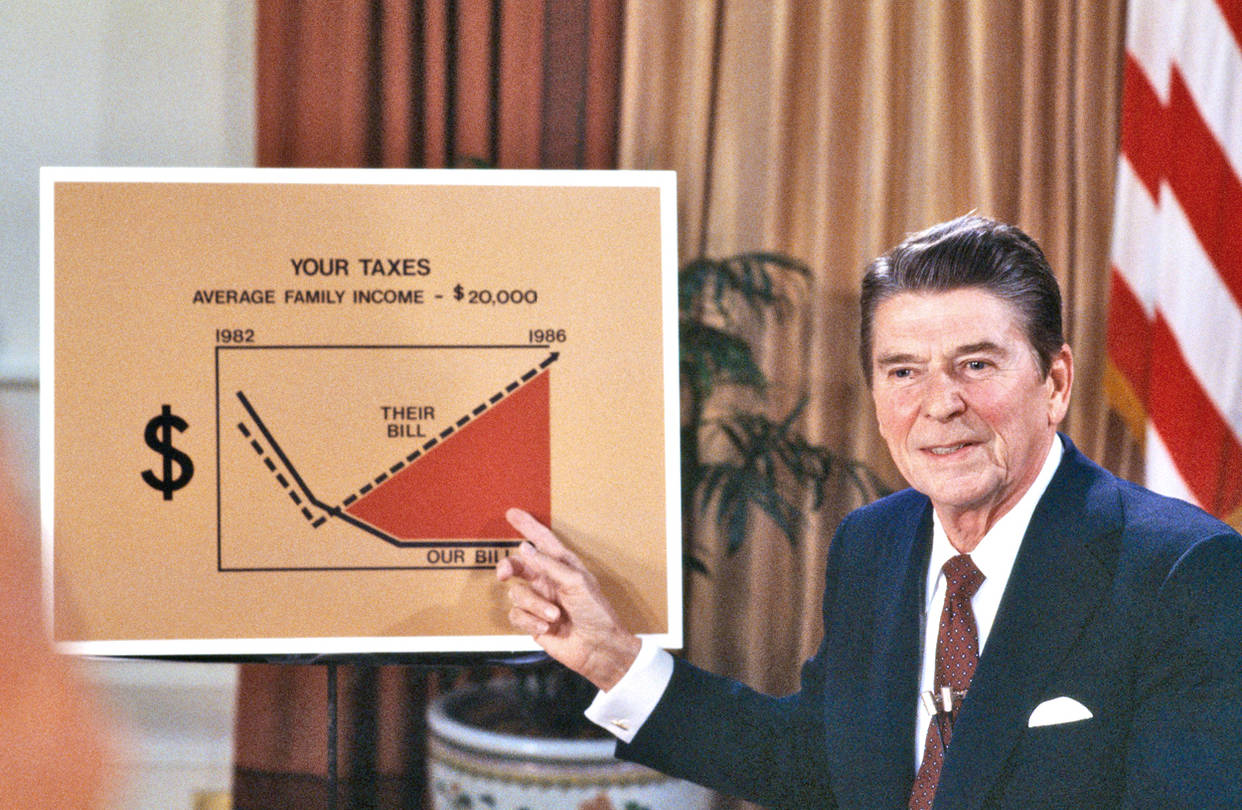 YOUR TAXES
AVERAGE FAMILY INCOME - $20,000
1982 1986
THEIR
BILL
$
OUR BILL